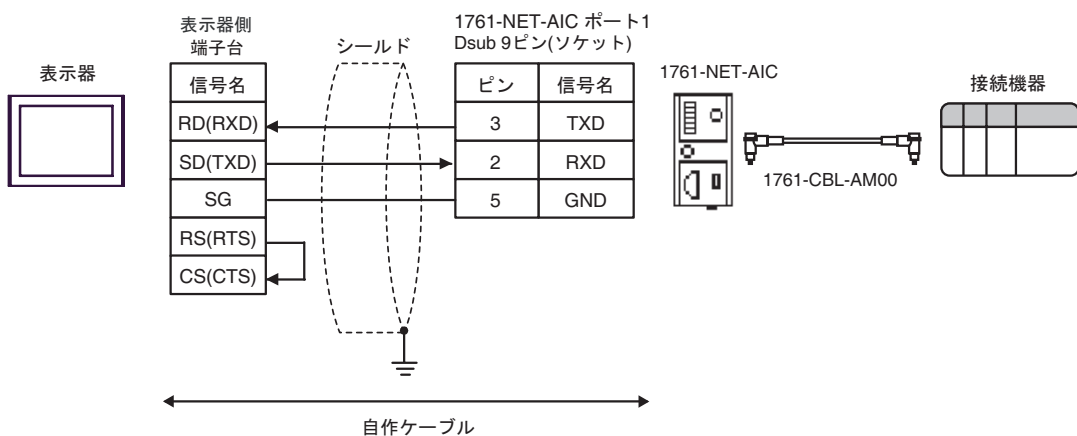 表示器
表示器側
端子台
信号名
RD(RXD)
SD(TXD)
SG
RS(RTS)
CS(CTS)
シールド
1761-NET-AIC ポート1
Dsub 9ピン(ソケット)
ピン 信号名
3 TXD
2 RXD
5 GND
1761-NET-AIC
1761-CBL-AM00
接続機器
自作ケーブル